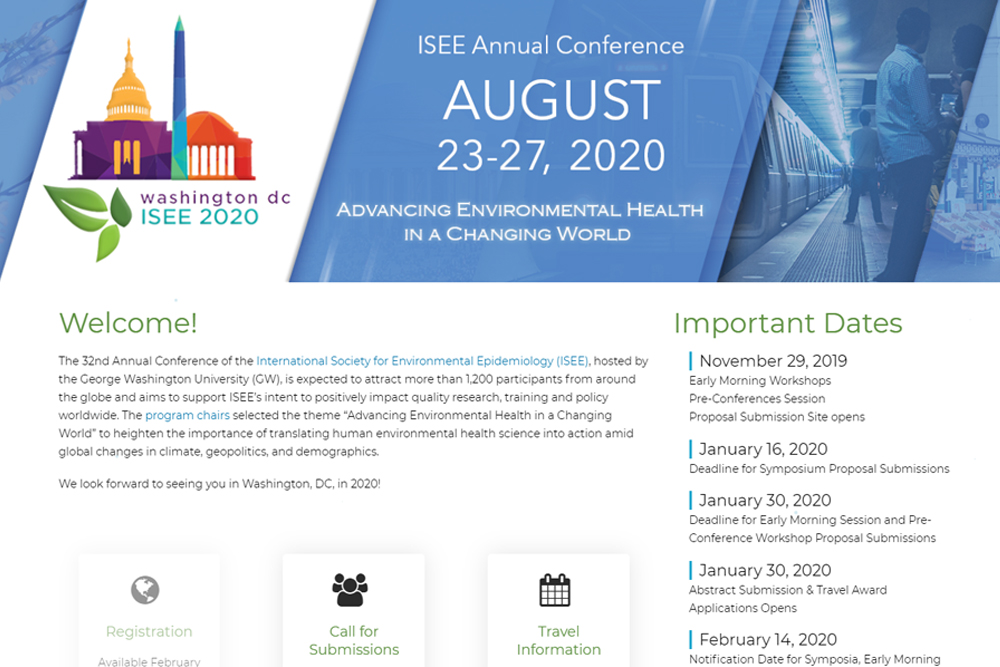 washington dc
ISEE 2020
ISEE Annual Conference
AUGUST
23-27, 2020
ADVANCING ENVIRONMENTAL HEALTH
IN A CHANGING WORLD
Welcome!
The 32nd Annual Conference of the International Society for Environmental Epidemiology (ISEE), hosted by
the George Washington University (GW), is expected to attract more than 1,200 participants from around
the globe and aims to support ISEE's intent to positively impact quality research, training and policy
worldwide. The program chairs selected the theme “Advancing Environmental Health in a Changing
World” to heighten the importance of translating human environmental health science into action amid
global changes in climate, geopolitics, and demographics.
We look forward to seeing you in Washington, DC, in 2020!
Registration
Available February
Call for
Submissions
Travel
Information
Important Dates
November 29, 2019
Early Morning Workshops
Pre-Conferences Session
Proposal Submission Site opens
January 16, 2020
Deadline for Symposium Proposal Submissions
January 30, 2020
Deadline for Early Morning Session and Pre-
Conference Workshop Proposal Submissions
January 30, 2020
Abstract Submission & Travel Award
Applications Opens
February 14, 2020
Notification Date for Symposia, Early Morning